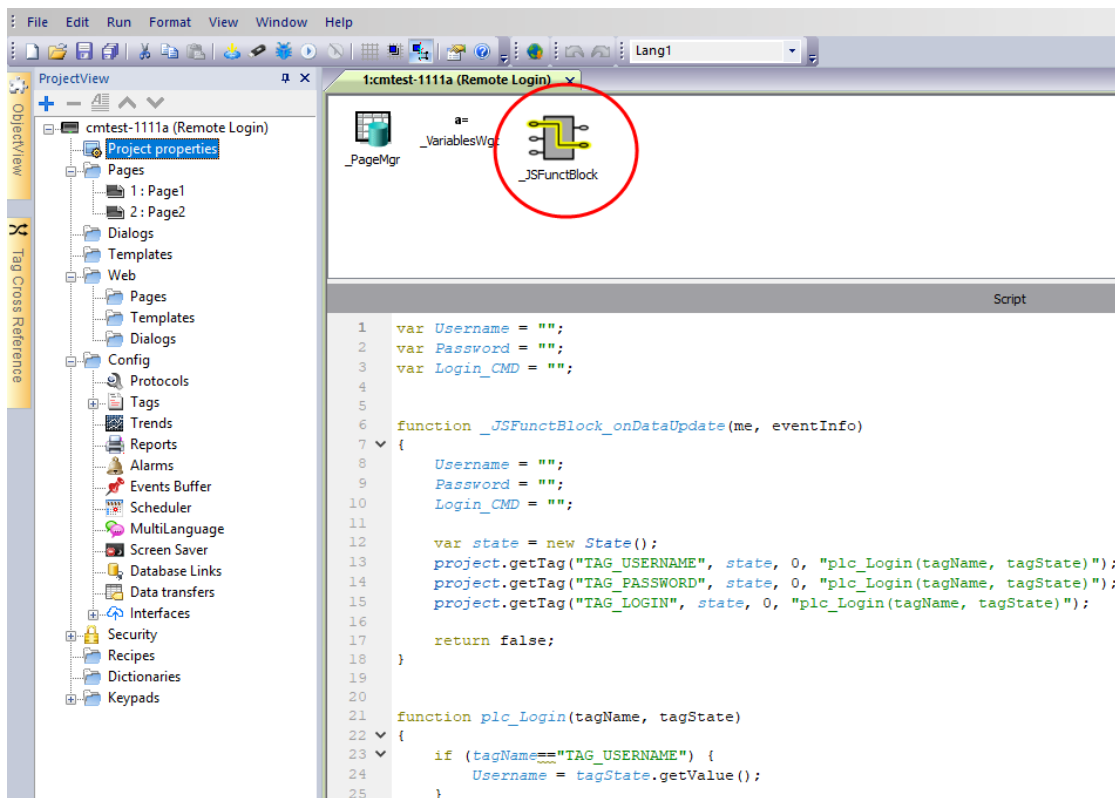 File Edit Run Format View Window Help
Lang1
ProjectView
1:cmtest-1111a (Remote Login)
ObjectView
Tag Cross Reference
cmtest-1111a (Remote Login)
Project properties
Pages
1 : Page1
2 : Page2
Dialogs
Templates
Web
Pages
Templates
Dialogs
Config
Protocols
Tags
Trends
Reports
Alarms
Events Buffer
Scheduler
MultiLanguage
Screen Saver
Database Links
Data transfers
Interfaces
Security
Recipes
Dictionaries
Keypads
a=
_PageMgr
_VariablesWgt
_JSFunctBlock
Script
1 var Username = "";
2 var Password = "";
3 var Login_CMD = "";
4
5
6 function _JSFunctBlock_onDataUpdate(me, eventInfo)
7 {
8 Username = "";
9 Password = "";
10 Login_CMD = "";
11
12 var state = new State();
13 project.getTag("TAG_USERNAME", state, 0, "plc_Login(tagName, tagState)");
14 project.getTag("TAG_PASSWORD", state, 0, "plc_Login(tagName, tagState)");
15 project.getTag("TAG_LOGIN", state, 0, "plc_Login(tagName, tagState)");
16
17 return false;
18 }
19
20
21 function plc_Login(tagName, tagState)
22 {
23 if (tagName=="TAG_USERNAME") {
24 Username = tagState.getValue();
25 }